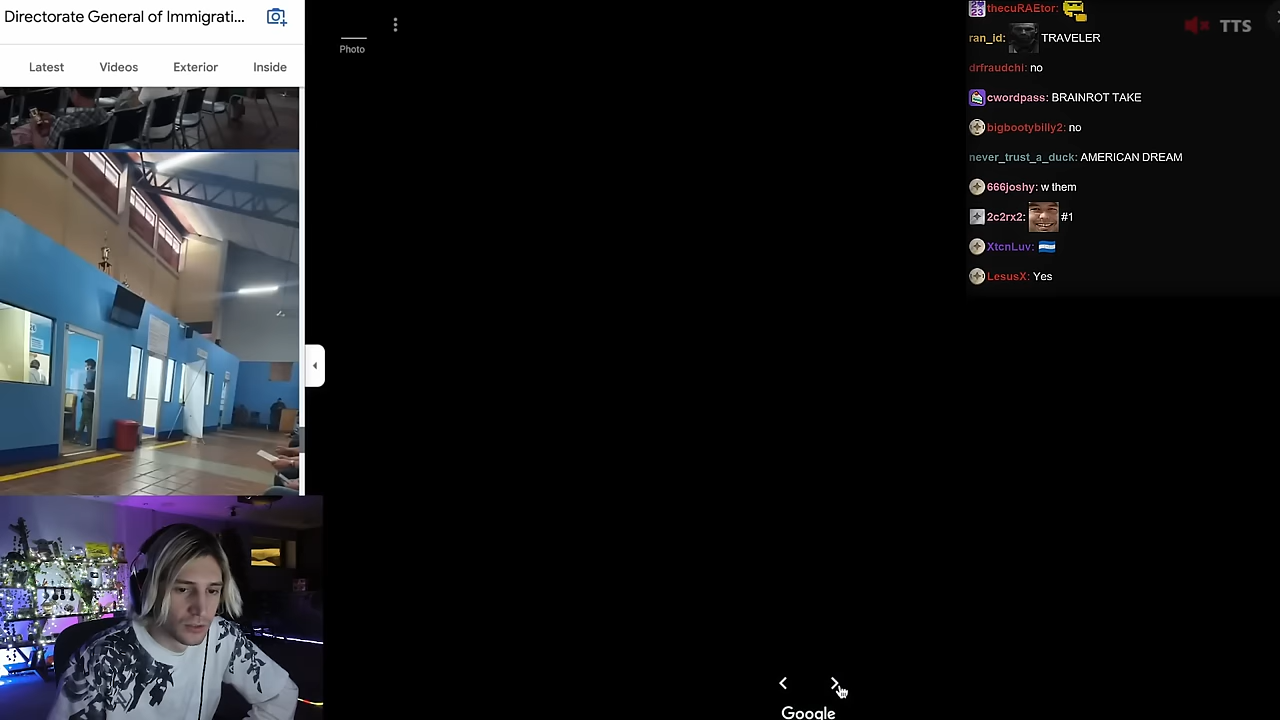 Directorate General of Immigrati...
Latest
Videos
Exterior
Inside
Photo
Google
TTS
thecuRAEtor:
ran_id: TRAVELER
drfraudchi: no
cwordpass: BRAINROT TAKE
bigbootybilly2: no
never_trust_a_duck: AMERICAN DREAM
666joshy: w them
2c2rx2: #1
XtcnLuv:
LesusX: Yes